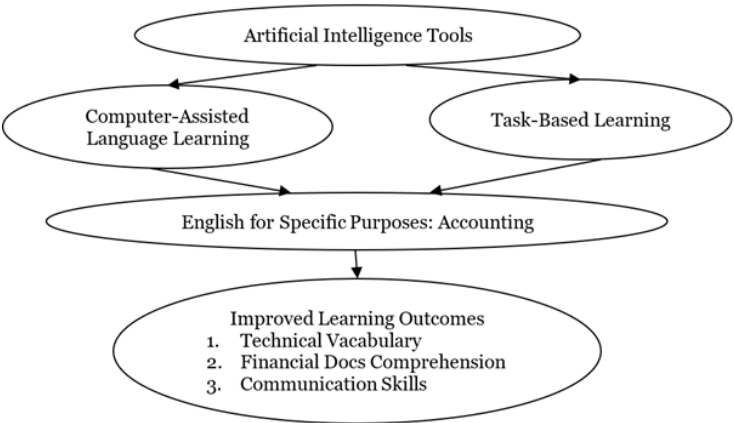 Artificial Intelligence Tools
Computer-Assisted
Language Learning
Task-Based Learning
English for Specific Purposes: Accounting
Improved Learning Outcomes
1. Technical Vacabulary
2. Financial Docs Comprehension
3. Communication Skills